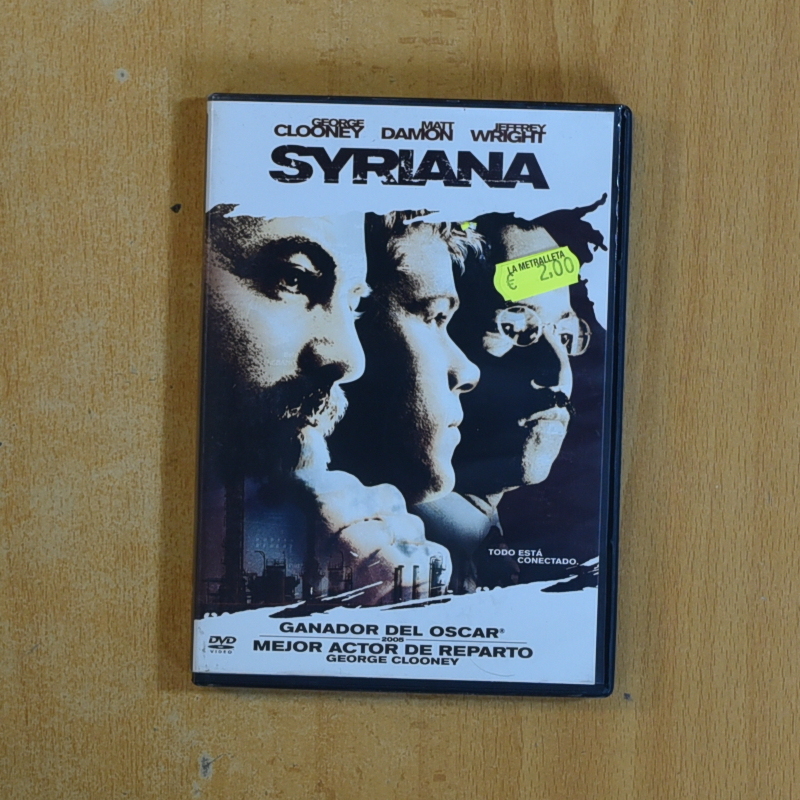 GEORGE CLOONEY MATT DAMON JEFFREY WRIGHT
SYRIANA
LA METRALLETA
€ 2,00
TODO ESTÁ
CONECTADO.
GANADOR DEL OSCAR®
2005
MEJOR ACTOR DE REPARTO
GEORGE CLOONEY
DVD
VIDEO